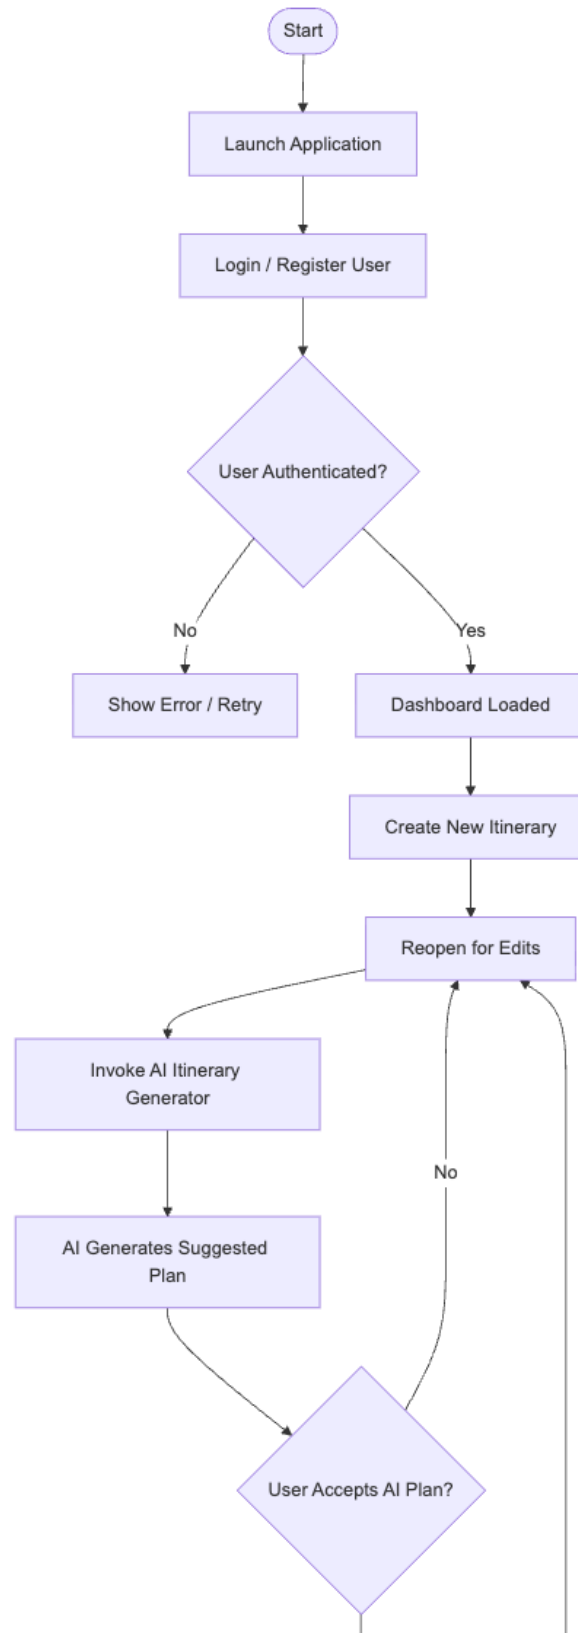 Start
Launch Application
Login / Register User
User Authenticated?
No
Yes
Show Error / Retry
Dashboard Loaded
Create New Itinerary
Reopen for Edits
Invoke AI Itinerary
Generator
No
AI Generates Suggested
Plan
User Accepts AI Plan?